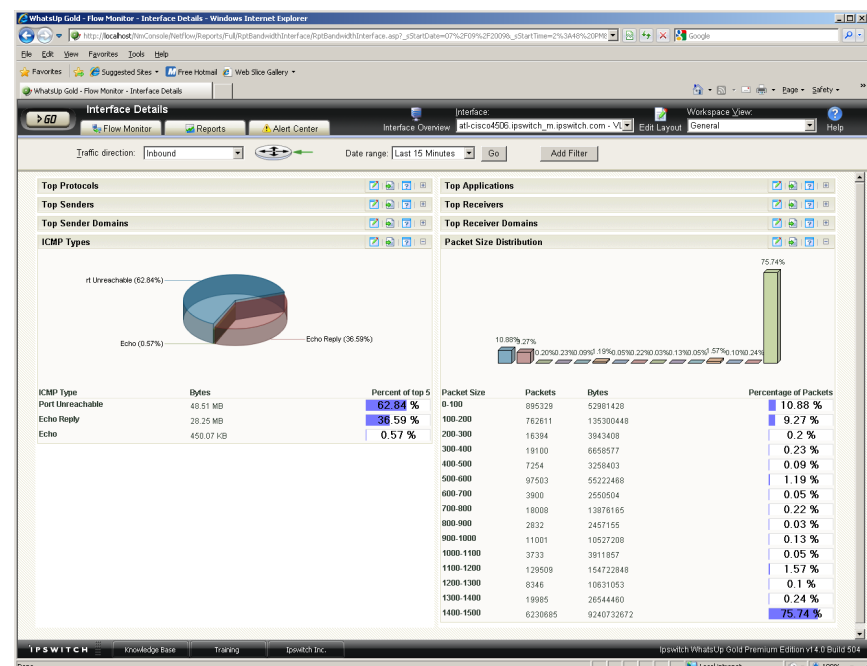 WhatsUp Gold - Flow Monitor - Interface Details - Windows Internet Explorer
http://localhost/NmConsole/Netflow/Reports/Full/RptBandwidthInterface/RptBandwidthInterface.asp?_sStartDate=07%2F09%2F2009&_sStartTime=2%3A48%20PM&
Google
File Edit View Favorites Tools Help
Favorites Suggested Sites Free Hotmail Web Slice Gallery
WhatsUp Gold - Flow Monitor - Interface Details
Page Safety »
> GO
Interface Details
Flow Monitor Reports Alert Center
Interface Overview
Interface:
atl-cisco4506.ipswitch_m.ipswitch.com - VL
Edit Layout
Workspace View:
General
Help
Traffic direction: Inbound
Date range: Last 15 Minutes Go Add Filter
Top Protocols
Top Applications
Top Senders
Top Receivers
Top Sender Domains
Top Receiver Domains
ICMP Types
Packet Size Distribution
rt Unreachable (62.84%)
Echo (0.57%)
Echo Reply (36.59%)
75.74%
10.88% 9.27% 0.20% 0.23% 0.09% 1.19% 0.05% 0.22% 0.03% 0.13% 0.05% 1.57% 0.10% 0.24%
ICMP Type Bytes Percent of top 5
Port Unreachable 48.51 MB 62.84 %
Echo Reply 28.25 MB 36.59 %
Echo 450.07 KB 0.57 %
Packet Size Packets Bytes Percentage of Packets
0-100 895329 52981428 10.88 %
100-200 762611 135300448 9.27 %
200-300 16394 3943408 0.2 %
300-400 19100 6658577 0.23 %
400-500 7254 3258403 0.09 %
500-600 97503 55222468 1.19 %
600-700 3900 2550504 0.05 %
700-800 18008 13876165 0.22 %
800-900 2832 2457155 0.03 %
900-1000 11001 10527208 0.13 %
1000-1100 3733 3911857 0.05 %
1100-1200 129509 154722848 1.57 %
1200-1300 8346 10631053 0.1 %
1300-1400 19985 26544460 0.24 %
1400-1500 6230685 9240732672 75.74 %
IPSWITCH Knowledge Base Training Ipswitch Inc.
Ipswitch WhatsUp Gold Premium Edition v14.0 Build 504